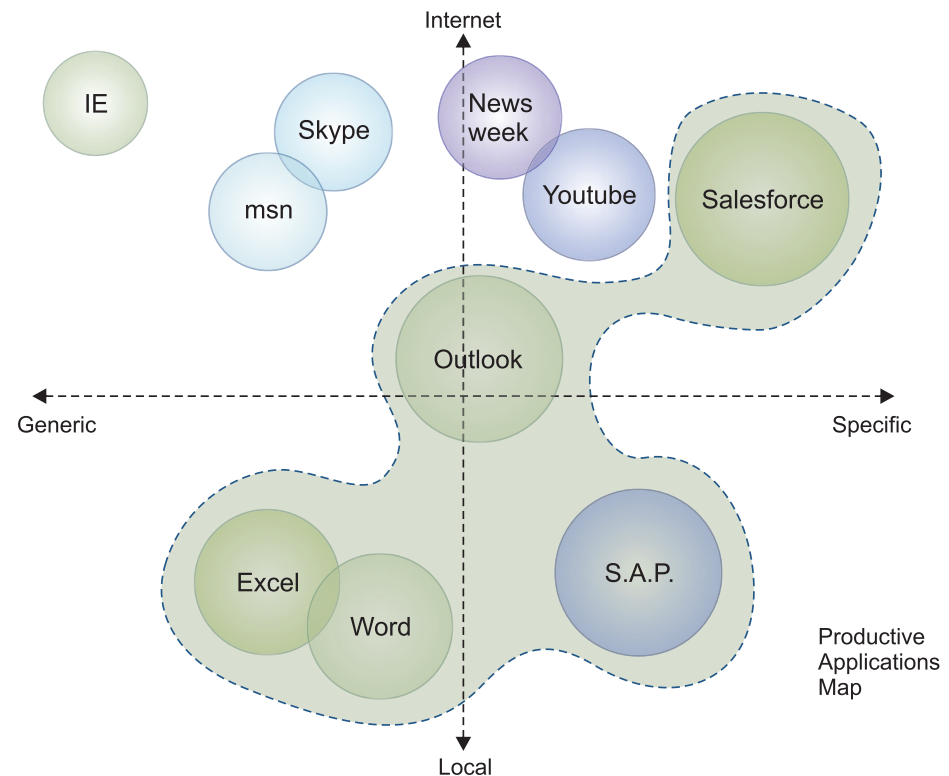 Internet
IE
Skype
News
week
msn
Youtube
Salesforce
Outlook
Generic
Specific
Excel
S.A.P.
Word
Productive
Applications
Map
Local